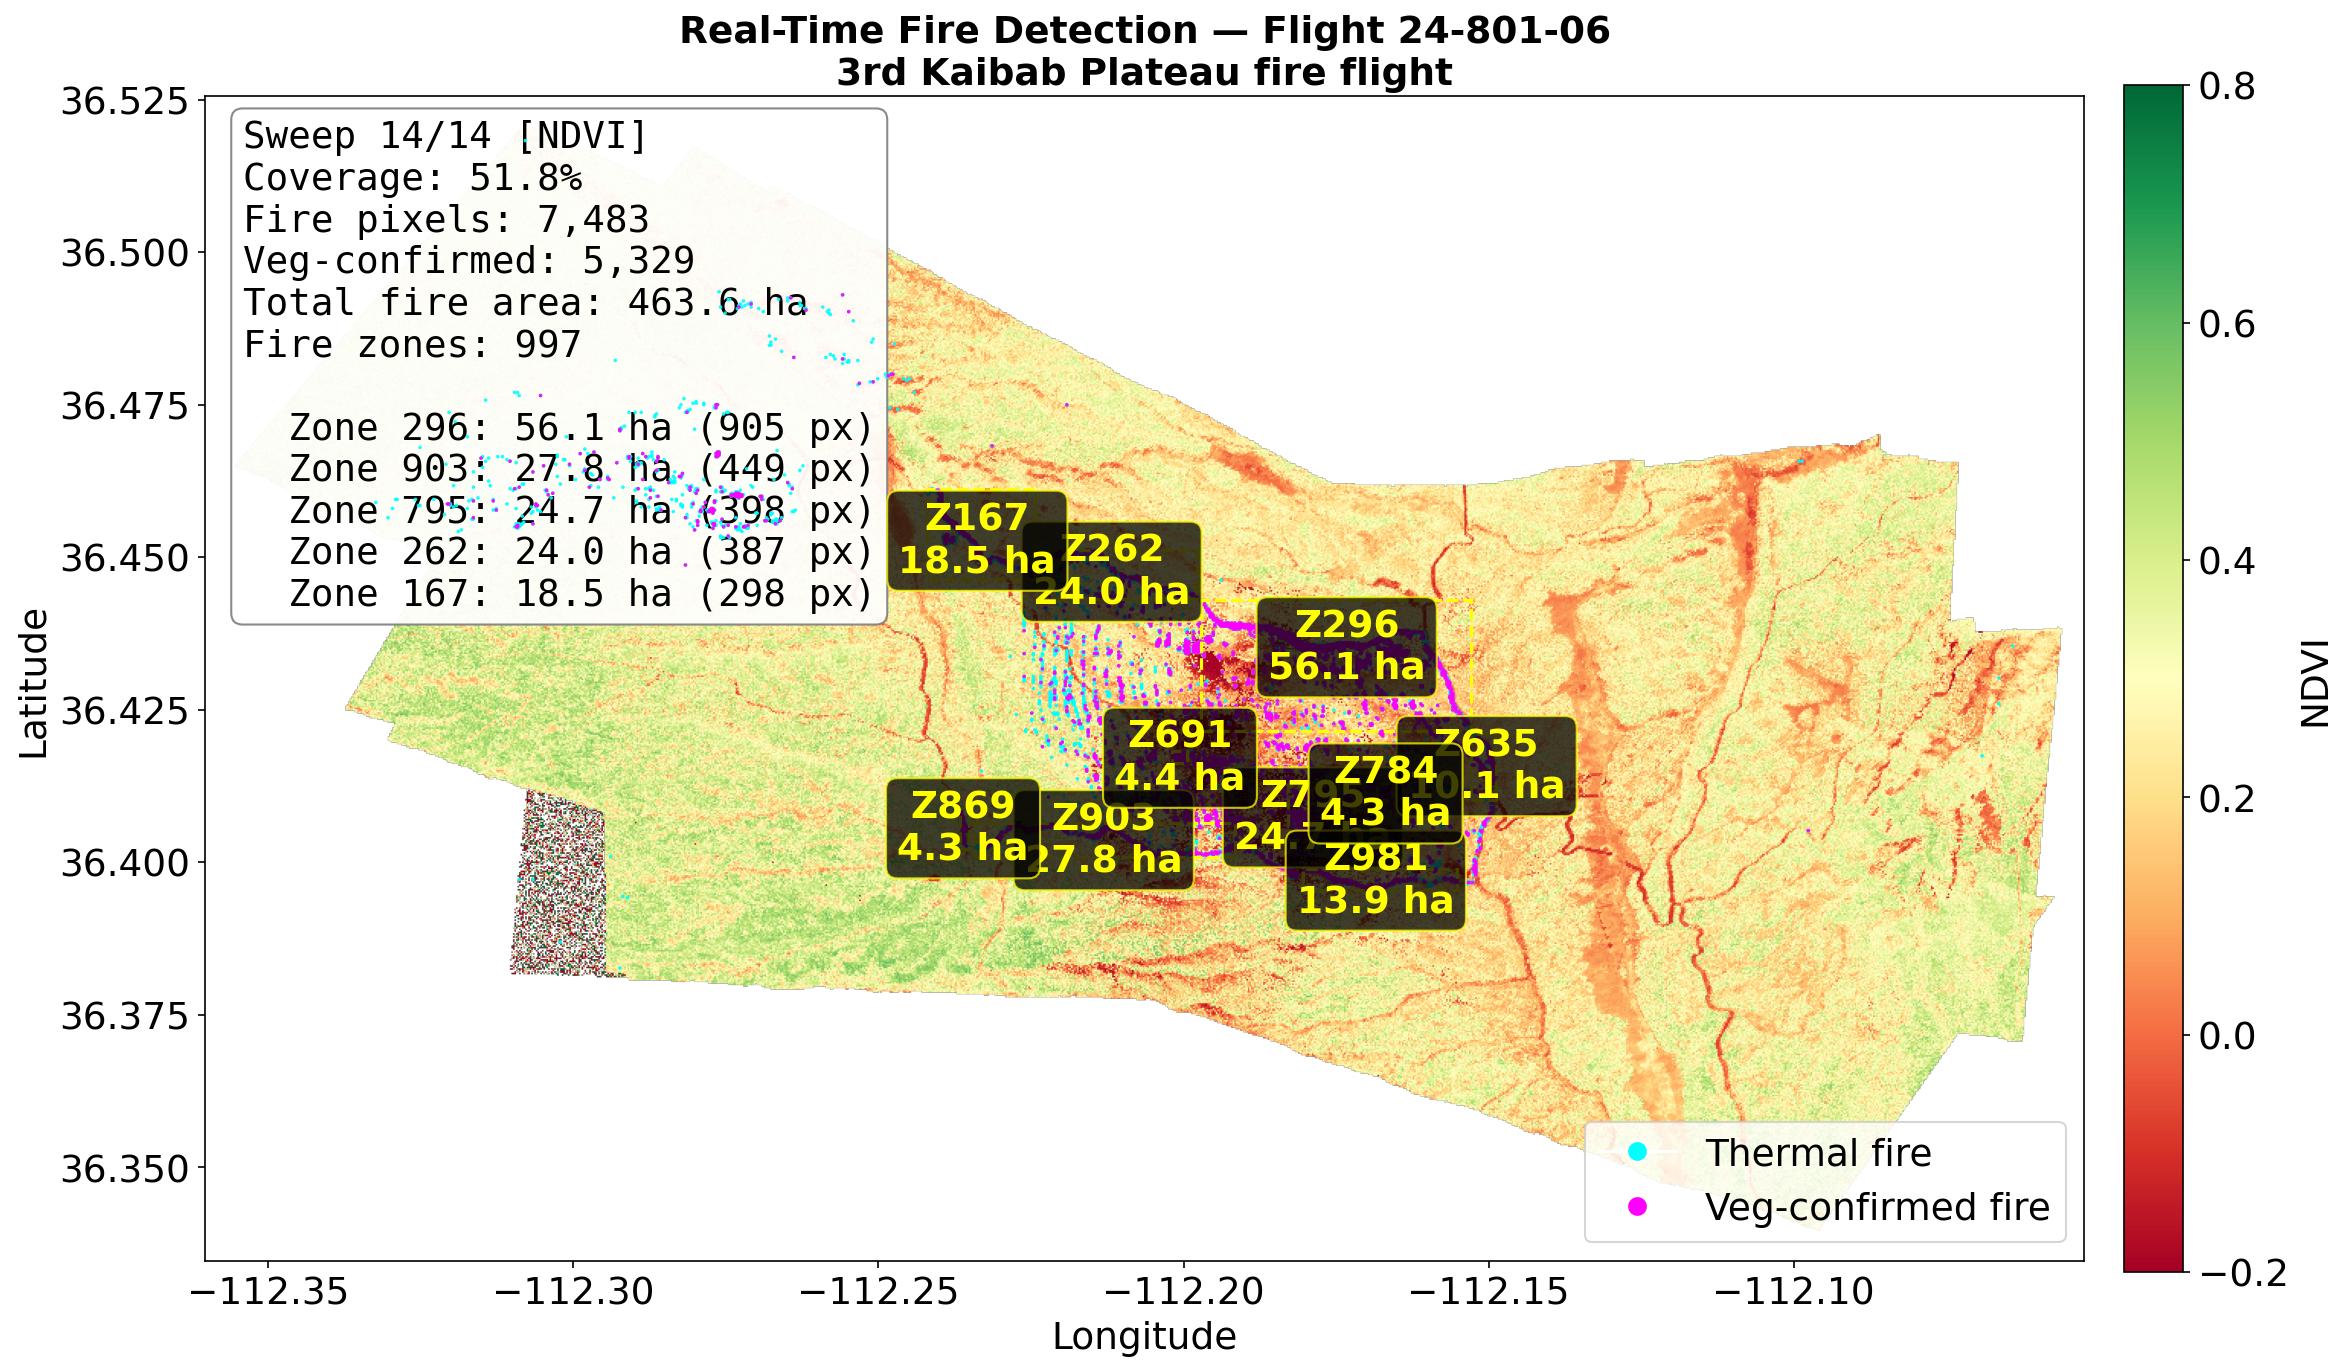 Real-Time Fire Detection — Flight 24-801-06
3rd Kaibab Plateau fire flight
Sweep 14/14 [NDVI]
Coverage: 51.8%
Fire pixels: 7,483
Veg-confirmed: 5,329
Total fire area: 463.6 ha
Fire zones: 997
Zone 296: 56.1 ha (905 px)
Zone 903: 27.8 ha (449 px)
Zone 795: 24.7 ha (398 px)
Zone 262: 24.0 ha (387 px)
Zone 167: 18.5 ha (298 px)
Z167
18.5 ha
Z262
24.0 ha
Z296
56.1 ha
Z691
4.4 ha
Z635
10.1 ha
Z784
4.3 ha
Z795
24.7 ha
Z869
4.3 ha
Z903
27.8 ha
Z981
13.9 ha
Latitude
36.525
36.500
36.475
36.450
36.425
36.400
36.375
36.350
−112.35
−112.30
−112.25
−112.20
−112.15
−112.10
Longitude
Thermal fire
Veg-confirmed fire
0.8
0.6
0.4
0.2
0.0
−0.2
NDVI